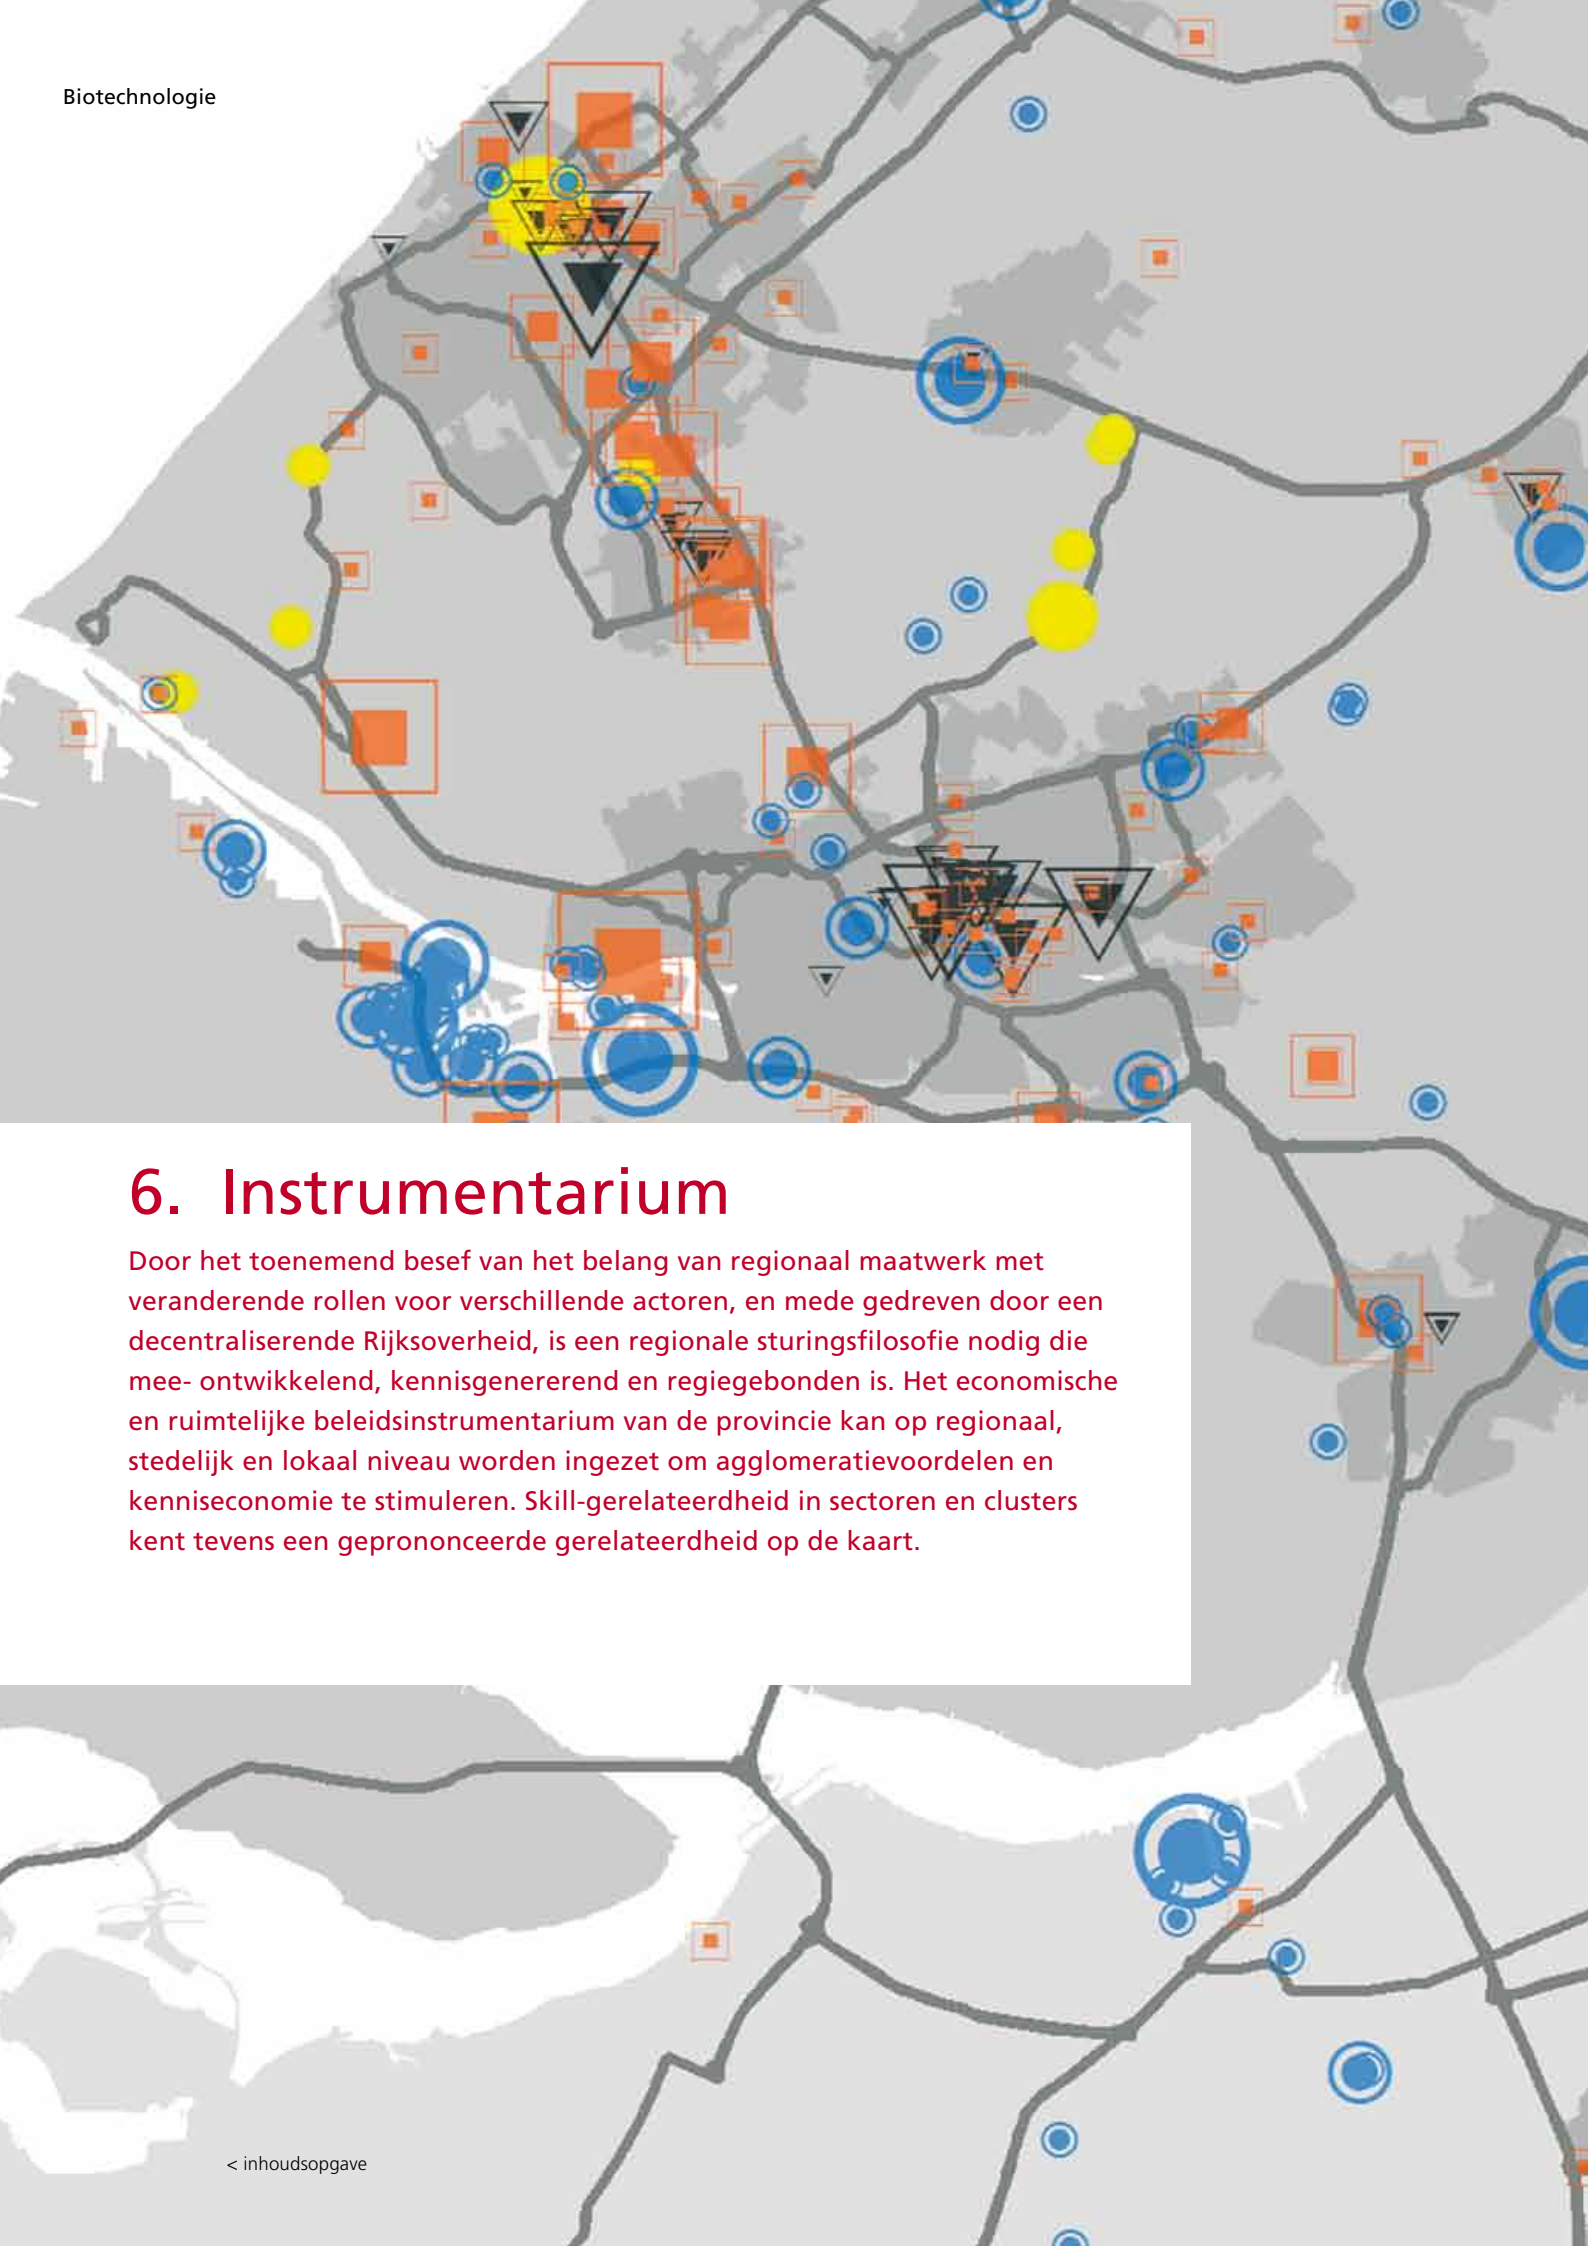 Biotechnologie
6. Instrumentarium
Door het toenemend besef van het belang van regionaal maatwerk met
veranderende rollen voor verschillende actoren, en mede gedreven door een
decentraliserende Rijksoverheid, is een regionale sturingsfilosofie nodig die
mee- ontwikkelend, kennisgenererend en regiegebonden is. Het economische
en ruimtelijke beleidsinstrumentarium van de provincie kan op regionaal,
stedelijk en lokaal niveau worden ingezet om agglomeratievoordelen en
kenniseconomie te stimuleren. Skill-gerelateerdheid in sectoren en clusters
kent tevens een geprononceerde gerelateerdheid op de kaart.
< inhoudsopgave